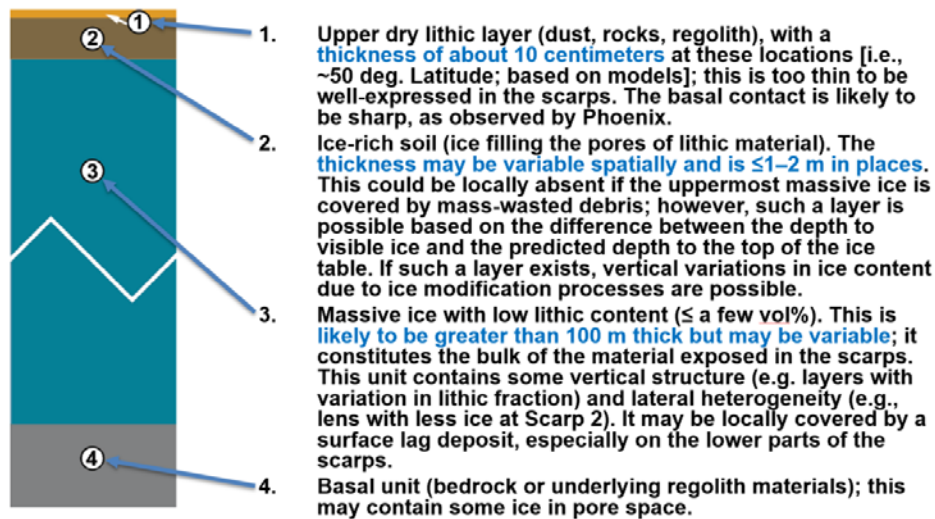 1
2
3
4
1. Upper dry lithic layer (dust, rocks, regolith), with a
thickness of about 10 centimeters at these locations [i.e.,
~50 deg. Latitude; based on models]; this is too thin to be
well-expressed in the scarps. The basal contact is likely to
be sharp, as observed by Phoenix.
2. Ice-rich soil (ice filling the pores of lithic material). The
thickness may be variable spatially and is ≤1–2 m in places.
This could be locally absent if the uppermost massive ice is
covered by mass-wasted debris; however, such a layer is
possible based on the difference between the depth to
visible ice and the predicted depth to the top of the ice
table. If such a layer exists, vertical variations in ice content
due to ice modification processes are possible.
3. Massive ice with low lithic content (≤ a few vol%). This is
likely to be greater than 100 m thick but may be variable; it
constitutes the bulk of the material exposed in the scarps.
This unit contains some vertical structure (e.g. layers with
variation in lithic fraction) and lateral heterogeneity (e.g.,
lens with less ice at Scarp 2). It may be locally covered by a
surface lag deposit, especially on the lower parts of the
scarps.
4. Basal unit (bedrock or underlying regolith materials); this
may contain some ice in pore space.